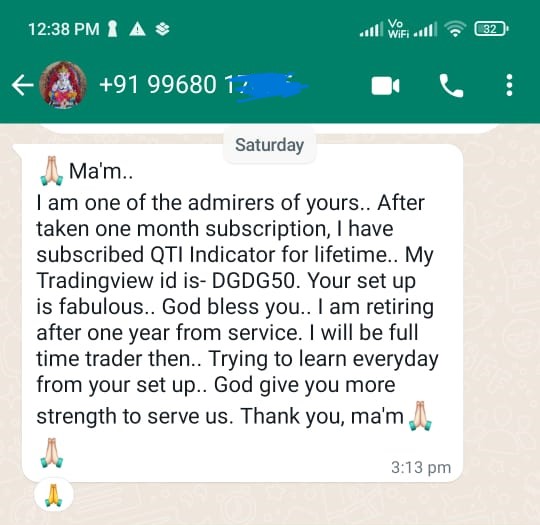 12:38 PM
Vo
WiFi
32
+91 99680 1
Saturday
🙏🏻 Ma'm..
I am one of the admirers of yours.. After
taken one month subscription, I have
subscribed QTI Indicator for lifetime.. My
Tradingview id is- DGDG50. Your set up
is fabulous.. God bless you.. I am retiring
after one year from service. I will be full
time trader then.. Trying to learn everyday
from your set up.. God give you more
strength to serve us. Thank you, ma'm🙏🏻
🙏🏻
3:13 pm
🙏